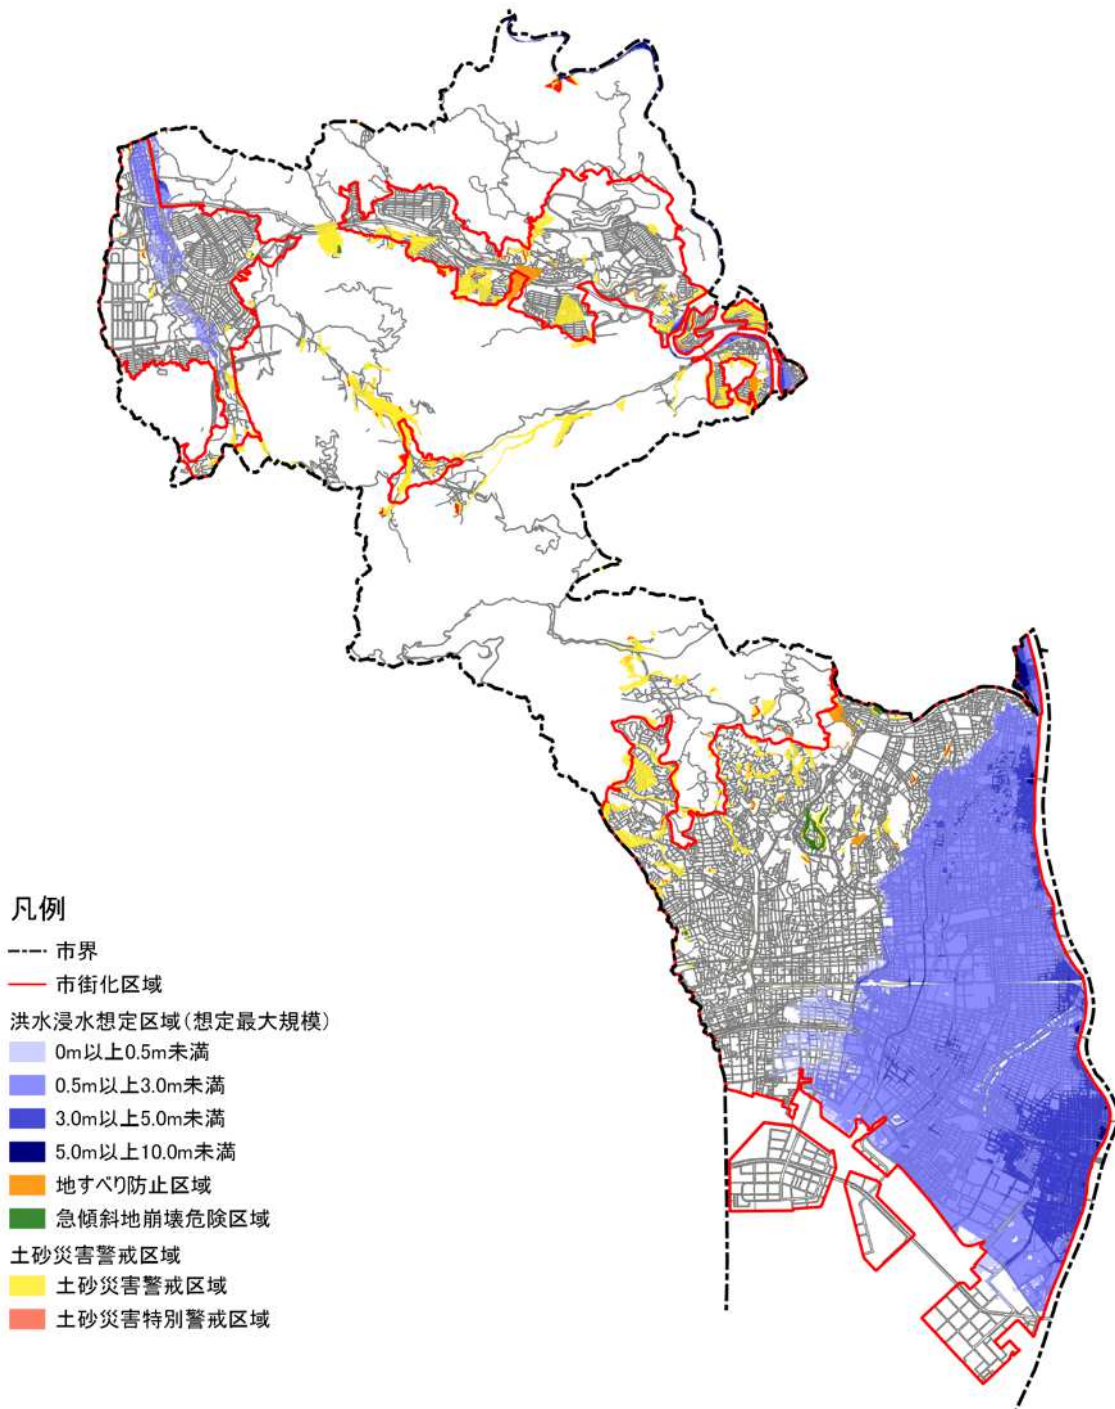 凡例
市界
市街化区域
洪水浸水想定区域(想定最大規模)
0m以上0.5m未満
0.5m以上3.0m未満
3.0m以上5.0m未満
5.0m以上10.0m未満
地すべり防止区域
急傾斜地崩壊危険区域
土砂災害警戒区域
土砂災害警戒区域
土砂災害特別警戒区域